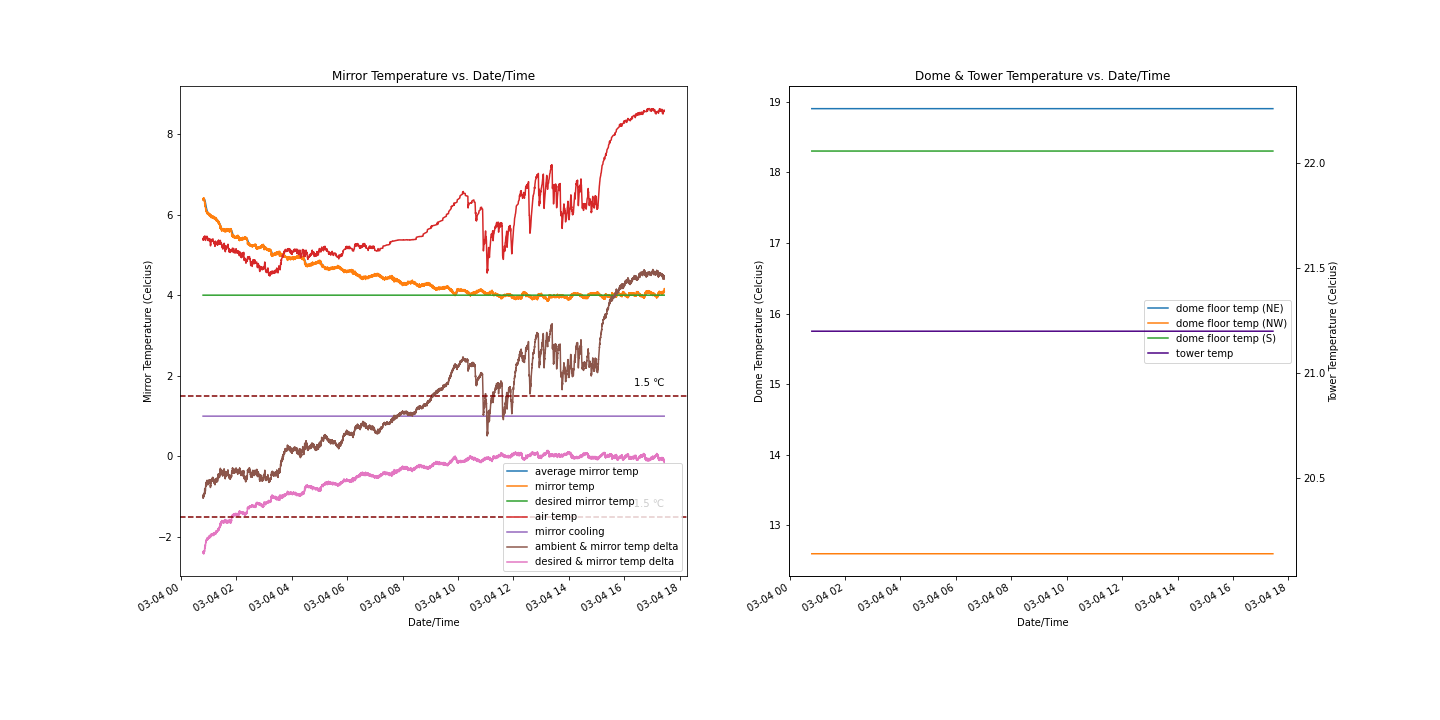 Mirror Temperature vs. Date/Time
Mirror Temperature (Celcius)
8
6
4
2
0
−2
1.5 °C
1.5 °C
average mirror temp
mirror temp
desired mirror temp
air temp
mirror cooling
ambient & mirror temp delta
desired & mirror temp delta
03-04 00
03-04 02
03-04 04
03-04 06
03-04 08
03-04 10
03-04 12
03-04 14
03-04 16
03-04 18
Date/Time
Dome & Tower Temperature vs. Date/Time
Dome Temperature (Celcius)
19
18
17
16
15
14
13
dome floor temp (NE)
dome floor temp (NW)
dome floor temp (S)
tower temp
22.0
21.5
21.0
20.5
Tower Temperature (Celcius)
03-04 00
03-04 02
03-04 04
03-04 06
03-04 08
03-04 10
03-04 12
03-04 14
03-04 16
03-04 18
Date/Time